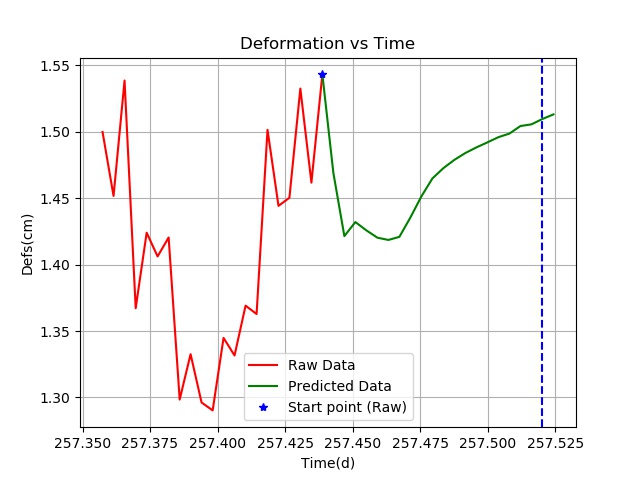 Deformation vs Time
Defs(cm)
1.55
1.50
1.45
1.40
1.35
1.30
Raw Data
Predicted Data
Start point (Raw)
257.350 257.375 257.400 257.425 257.450 257.475 257.500 257.525
Time(d)